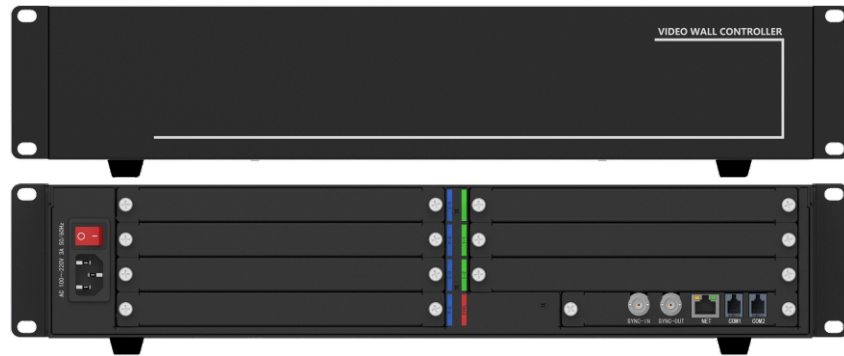 VIDEO WALL CONTROLLER
AC 100~220V 3A 50/60Hz
SYNC-IN
SYNC-OUT
NET
COM1
COM2